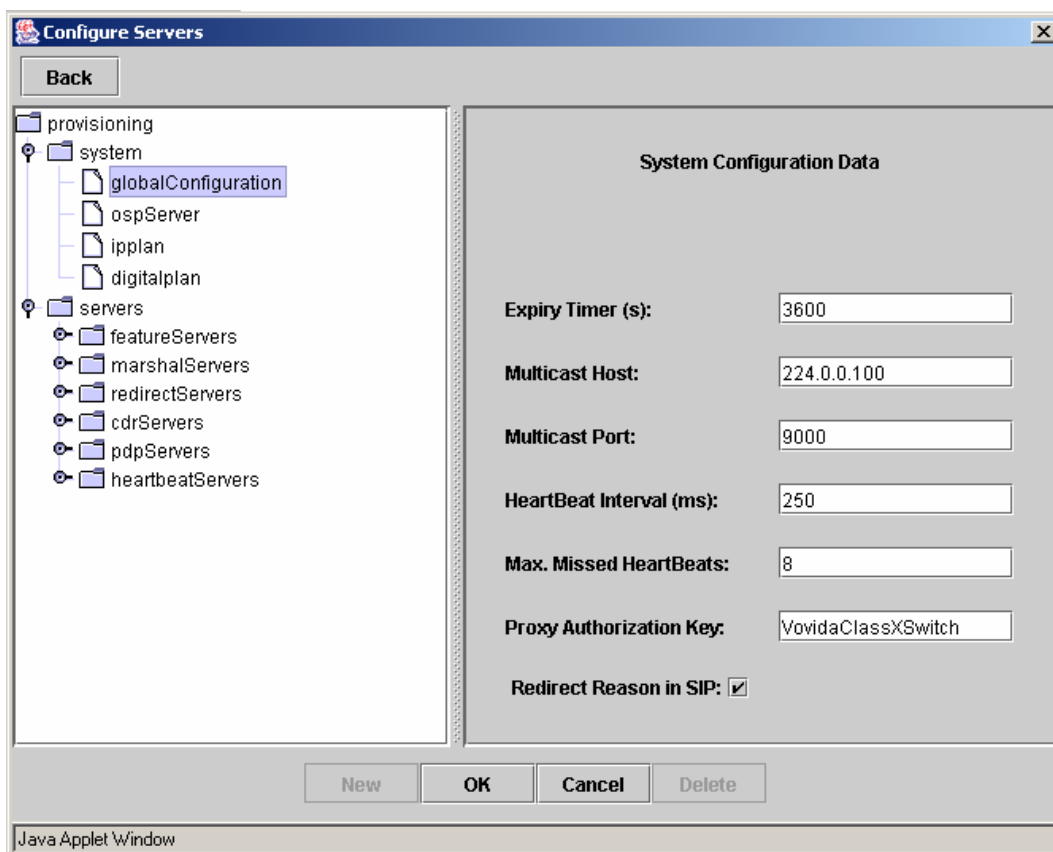 Configure Servers
Back
provisioning
system
globalConfiguration
ospServer
ipplan
digitalplan
servers
featureServers
marshalServers
redirectServers
cdrServers
pdpServers
heartbeatServers
System Configuration Data
Expiry Timer (s): 3600
Multicast Host: 224.0.0.100
Multicast Port: 9000
HeartBeat Interval (ms): 250
Max. Missed HeartBeats: 8
Proxy Authorization Key: VovidaClassXSwitch
Redirect Reason in SIP:
New OK Cancel Delete
Java Applet Window